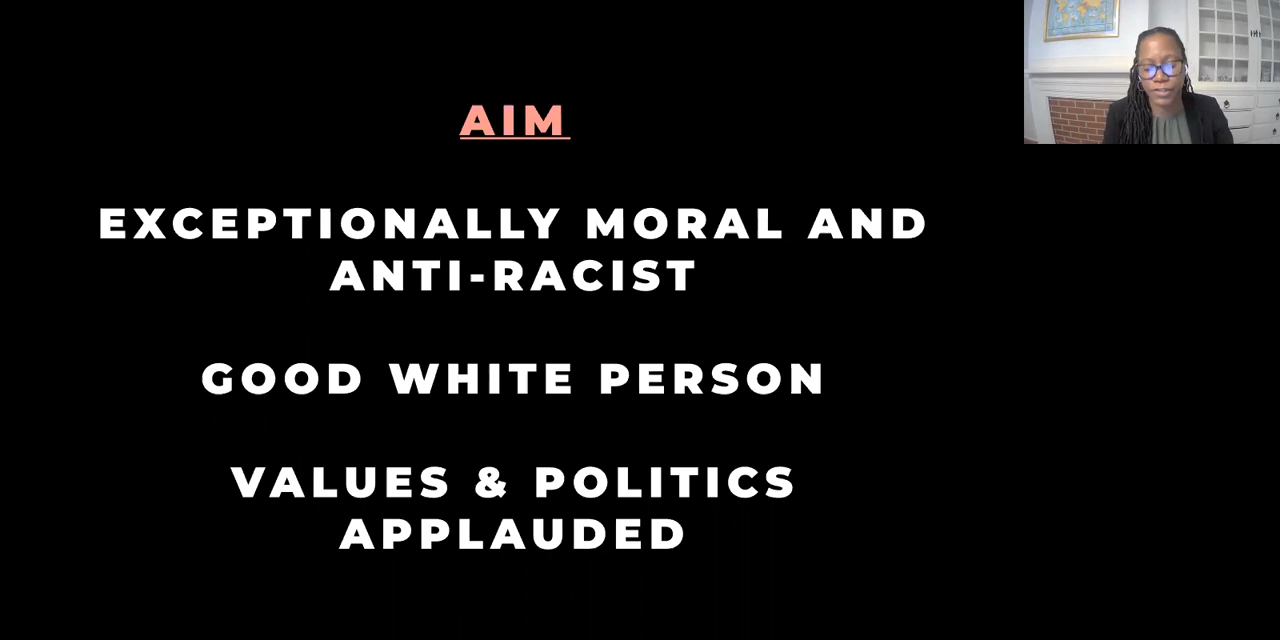 AIM
EXCEPTIONALLY MORAL AND
ANTI-RACIST
GOOD WHITE PERSON
VALUES & POLITICS
APPLAUDED